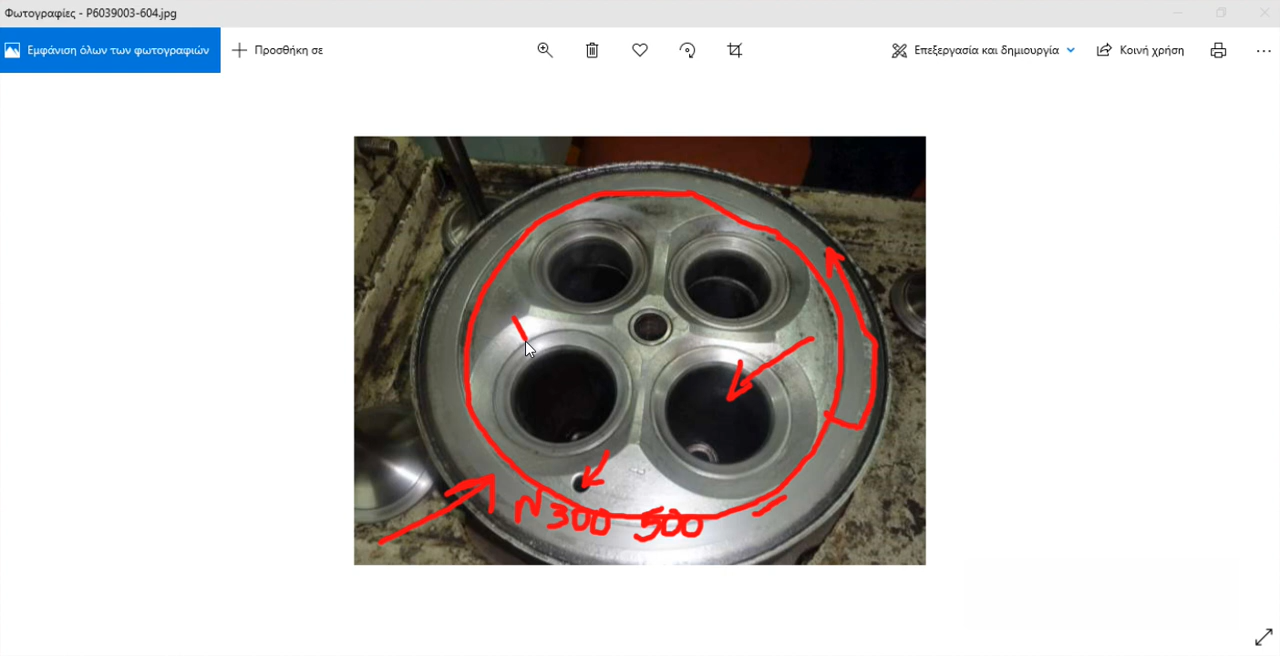 Φωτογραφίες - P6039003-604.jpg
Εμφάνιση όλων των φωτογραφιών
Προσθήκη σε
Επεξεργασία και δημιουργία
Κοινή χρήση
N300 500